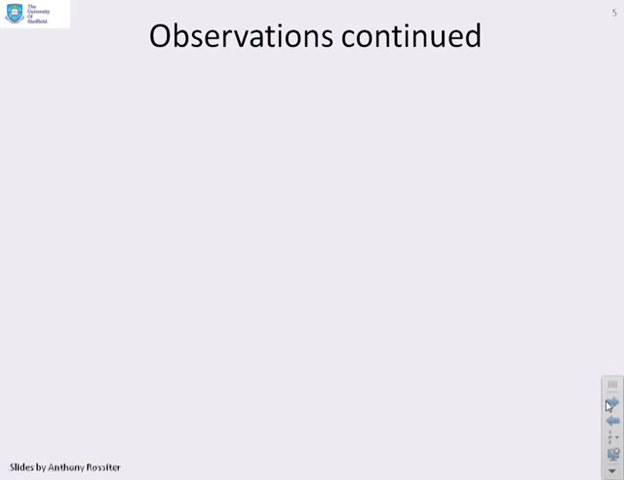 The
University
Of
Sheffield
5
Observations continued
Slides by Anthony Rossiter